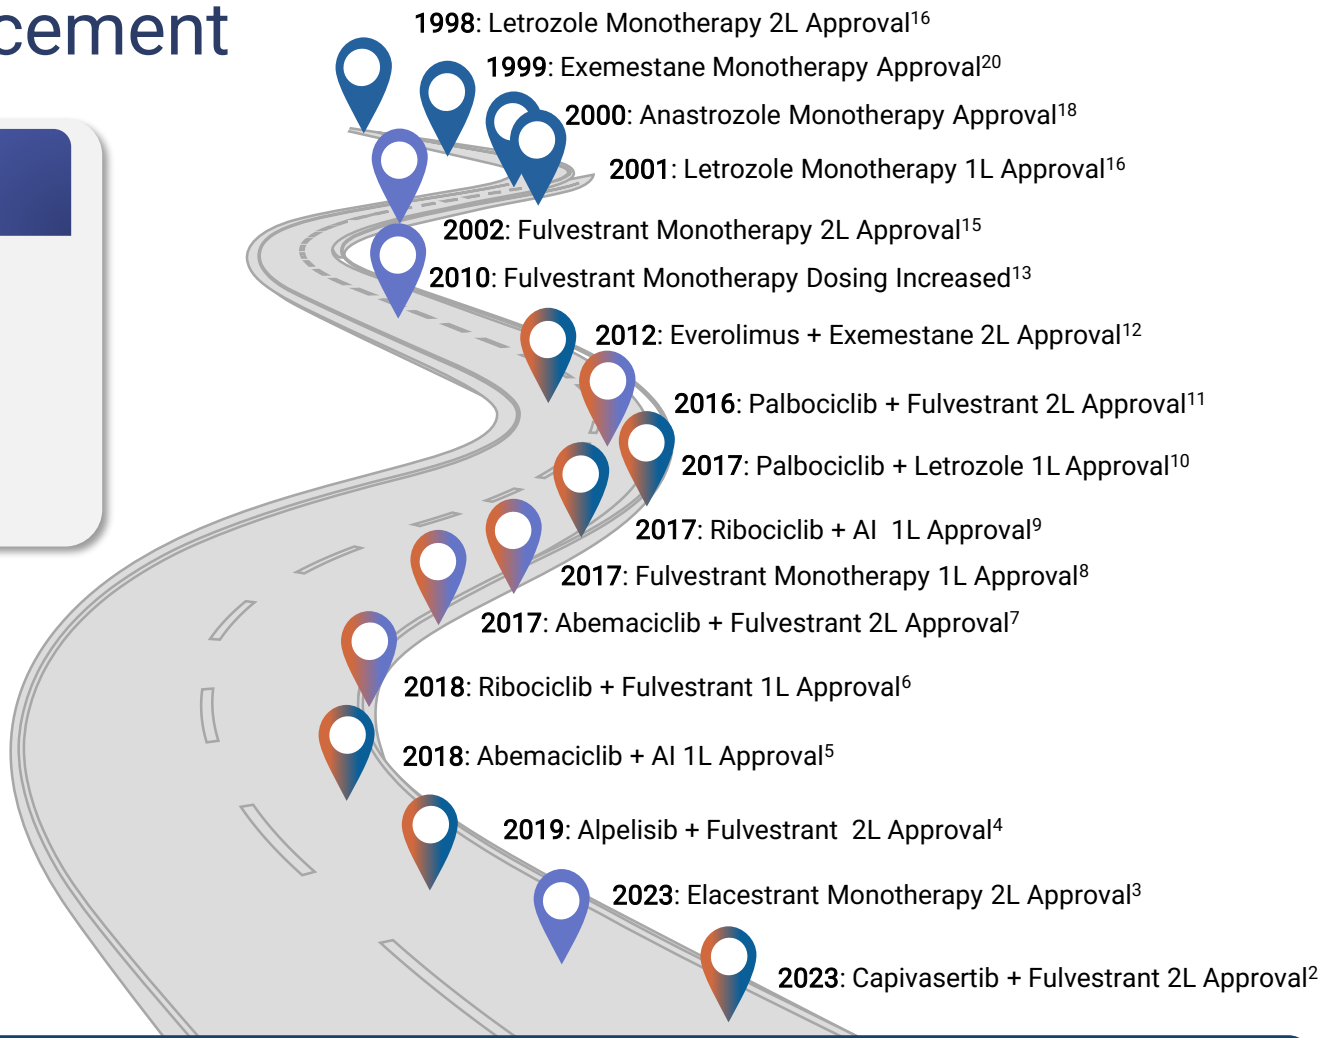 cement
1998: Letrozole Monotherapy 2L Approval16
1999: Exemestane Monotherapy Approval20
2000: Anastrozole Monotherapy Approval18
2001: Letrozole Monotherapy 1L Approval16
2002: Fulvestrant Monotherapy 2L Approval15
2010: Fulvestrant Monotherapy Dosing Increased13
2012: Everolimus + Exemestane 2L Approval12
2016: Palbociclib + Fulvestrant 2L Approval11
2017: Palbociclib + Letrozole 1L Approval10
2017: Ribociclib + AI  1L Approval9
2017: Fulvestrant Monotherapy 1L Approval8
2017: Abemaciclib + Fulvestrant 2L Approval7
2018: Ribociclib + Fulvestrant 1L Approval6
2018: Abemaciclib + AI 1L Approval5
2019: Alpelisib + Fulvestrant  2L Approval4
2023: Elacestrant Monotherapy 2L Approval3
2023: Capivasertib + Fulvestrant 2L Approval2